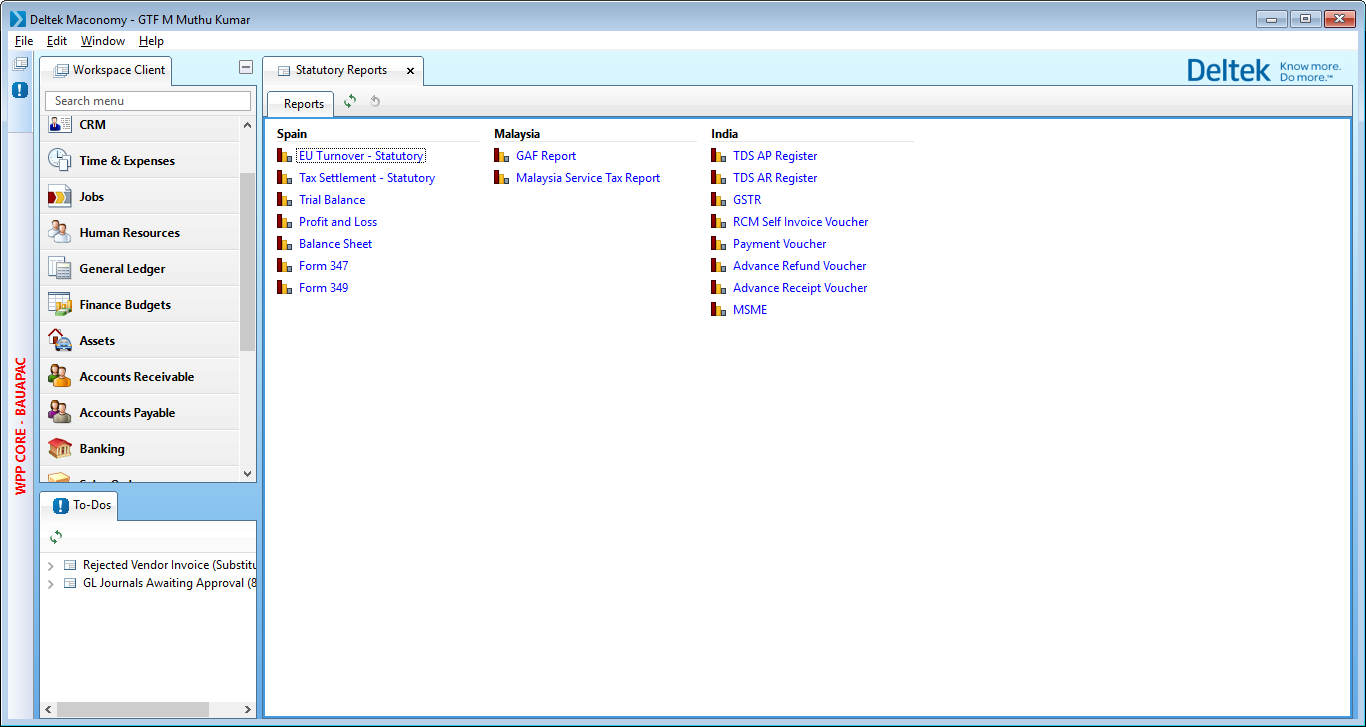 Deltek Maconomy - GTF M Muthu Kumar
File Edit Window Help
Workspace Client
Search menu
CRM
Time & Expenses
Jobs
Human Resources
General Ledger
Finance Budgets
Assets
Accounts Receivable
Accounts Payable
Banking
WPP CORE - BAUAPAC
To-Dos
Rejected Vendor Invoice (Substitu
GL Journals Awaiting Approval (8
Statutory Reports
Deltek Know more.
Do more.™
Reports
Spain
EU Turnover - Statutory
Tax Settlement - Statutory
Trial Balance
Profit and Loss
Balance Sheet
Form 347
Form 349
Malaysia
GAF Report
Malaysia Service Tax Report
India
TDS AP Register
TDS AR Register
GSTR
RCM Self Invoice Voucher
Payment Voucher
Advance Refund Voucher
Advance Receipt Voucher
MSME